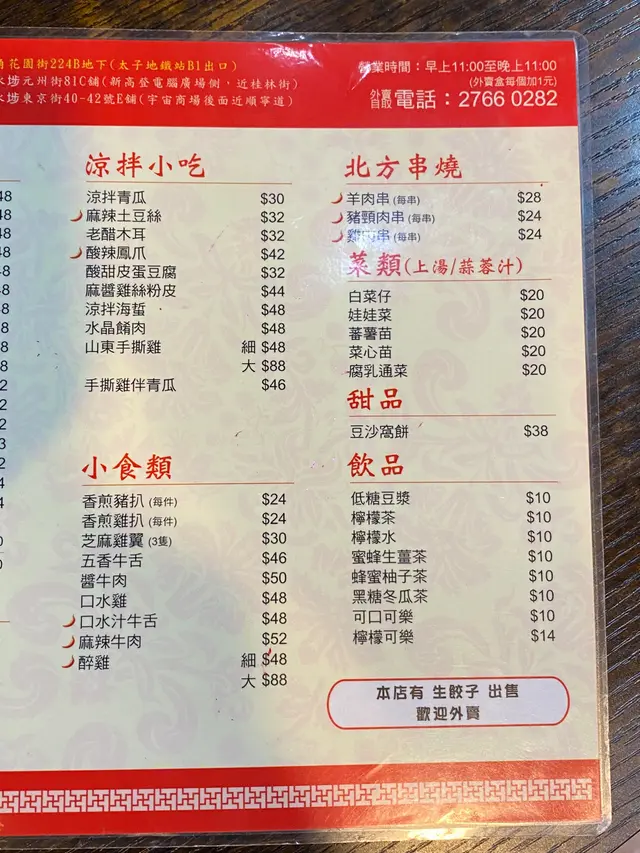 角花園街224B地下(太子地鐵站B1出口)
水埗元州街81C舖(新高登電腦廣場側，近桂林街)
水埗東京街40-42號E舖(宇宙商場後面近順寧道)
營業時間：早上11:00至晚上11:00
(外賣盒每個加1元)
外賣自取 電話：2766 0282
涼拌小吃
涼拌青瓜 $30
麻辣土豆絲 $32
老醋木耳 $32
酸辣鳳爪 $42
酸甜皮蛋豆腐 $32
麻醬雞絲粉皮 $44
涼拌海蜇 $48
水晶餚肉 $48
山東手撕雞 細 $48
大 $88
手撕雞伴青瓜 $46
小食類
香煎豬扒 (每件) $24
香煎雞扒 (每件) $24
芝麻雞翼 (3隻) $30
五香牛舌 $46
醬牛肉 $50
口水雞 $48
口水汁牛舌 $48
麻辣牛肉 $52
醉雞 細 $48
大 $88
北方串燒
羊肉串 (每串) $28
豬頸肉串 (每串) $24
雞肉串 (每串) $24
菜類(上湯/蒜蓉汁)
白菜仔 $20
娃娃菜 $20
蕃薯苗 $20
菜心苗 $20
腐乳通菜 $20
甜品
豆沙窩餅 $38
飲品
低糖豆漿 $10
檸檬茶 $10
檸檬水 $10
蜜蜂生薑茶 $10
蜂蜜柚子茶 $10
黑糖冬瓜茶 $10
可口可樂 $10
檸檬可樂 $14
本店有 生餃子 出售
歡迎外賣